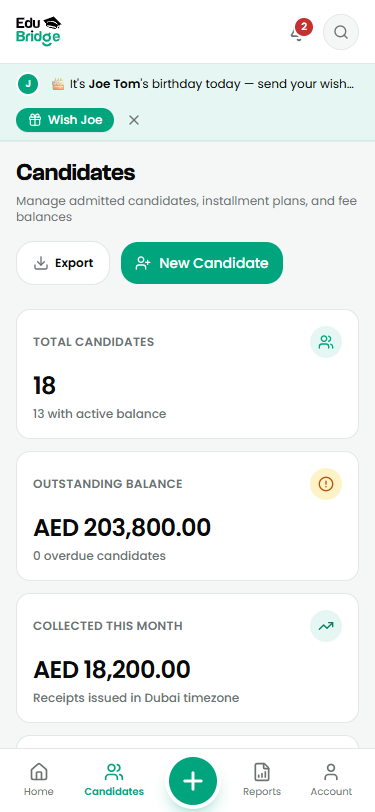 Edu
Bridge
2
J It's Joe Tom's birthday today — send your wish...
Wish Joe
Candidates
Manage admitted candidates, installment plans, and fee
balances
Export New Candidate
TOTAL CANDIDATES
18
13 with active balance
OUTSTANDING BALANCE
AED 203,800.00
0 overdue candidates
COLLECTED THIS MONTH
AED 18,200.00
Receipts issued in Dubai timezone
Home Candidates Reports Account